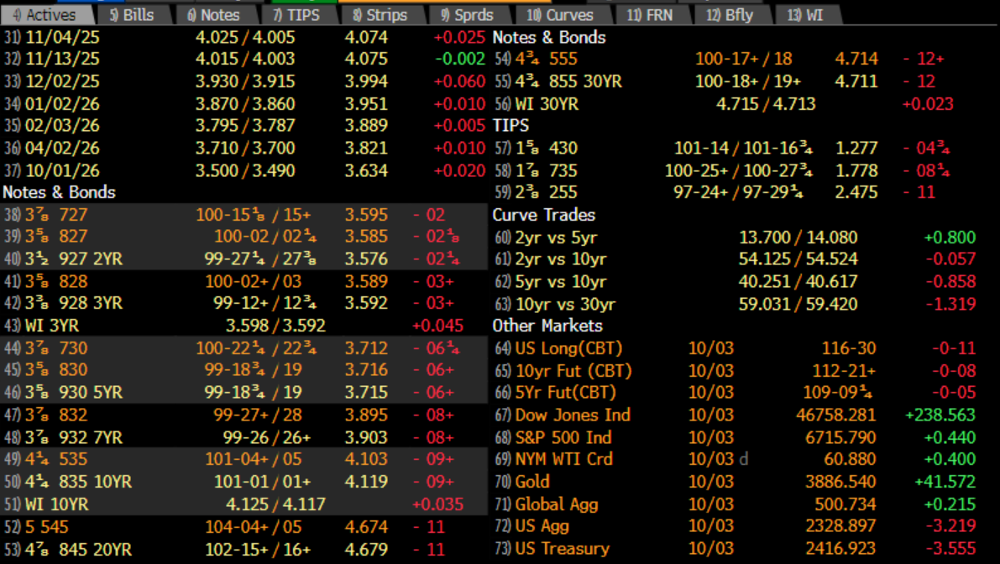 4) Actives 5) Bills 6) Notes 7) TIPS 8) Strips 9) Sprds 10) Curves 11) FRN 12) Bfly 13) WI
31) 11/04/25 4.025 / 4.005 4.074 +0.025
32) 11/13/25 4.015 / 4.003 4.075 -0.002
33) 12/02/25 3.930 / 3.915 3.994 +0.060
34) 01/02/26 3.870 / 3.860 3.951 +0.010
35) 02/03/26 3.795 / 3.787 3.889 +0.005
36) 04/02/26 3.710 / 3.700 3.821 +0.010
37) 10/01/26 3.500 / 3.490 3.634 +0.020
Notes & Bonds
38) 3⅞ 727 100-15⅛ / 15+ 3.595 - 02
39) 3⅝ 827 100-02 / 02¼ 3.585 - 02⅛
40) 3½ 927 2YR 99-27¼ / 27⅜ 3.576 - 02¼
41) 3⅝ 828 100-02+ / 03 3.589 - 03+
42) 3⅜ 928 3YR 99-12+ / 12¾ 3.592 - 03+
43) WI 3YR 3.598 / 3.592 +0.045
44) 3⅞ 730 100-22¼ / 22¾ 3.712 - 06¼
45) 3⅝ 830 99-18¾ / 19 3.716 - 06+
46) 3⅝ 930 5YR 99-18¾ / 19 3.715 - 06+
47) 3⅞ 832 99-27+ / 28 3.895 - 08+
48) 3⅞ 932 7YR 99-26 / 26+ 3.903 - 08+
49) 4¼ 535 101-04+ / 05 4.103 - 09+
50) 4¼ 835 10YR 101-01 / 01+ 4.119 - 09+
51) WI 10YR 4.125 / 4.117 +0.035
52) 5 545 104-04+ / 05 4.674 - 11
53) 4⅞ 845 20YR 102-15+ / 16+ 4.679 - 11
Notes & Bonds
54) 4¾ 555 100-17+ / 18 4.714 - 12+
55) 4¾ 855 30YR 100-18+ / 19+ 4.711 - 12
56) WI 30YR 4.715 / 4.713 +0.023
TIPS
57) 1⅝ 430 101-14 / 101-16¾ 1.277 - 04¾
58) 1⅞ 735 100-25+ / 100-27¾ 1.778 - 08¼
59) 2⅜ 255 97-24+ / 97-29¼ 2.475 - 11
Curve Trades
60) 2yr vs 5yr 13.700 / 14.080 +0.800
61) 2yr vs 10yr 54.125 / 54.524 -0.057
62) 5yr vs 10yr 40.251 / 40.617 -0.858
63) 10yr vs 30yr 59.031 / 59.420 -1.319
Other Markets
64) US Long(CBT) 10/03 116-30 -0-11
65) 10yr Fut (CBT) 10/03 112-21+ -0-08
66) 5Yr Fut(CBT) 10/03 109-09¼ -0-05
67) Dow Jones Ind 10/03 46758.281 +238.563
68) S&P 500 Ind 10/03 6715.790 +0.440
69) NYM WTI Crd 10/03 d 60.880 +0.400
70) Gold 10/03 3886.540 +41.572
71) Global Agg 10/03 500.734 +0.215
72) US Agg 10/03 2328.897 -3.219
73) US Treasury 10/03 2416.923 -3.555